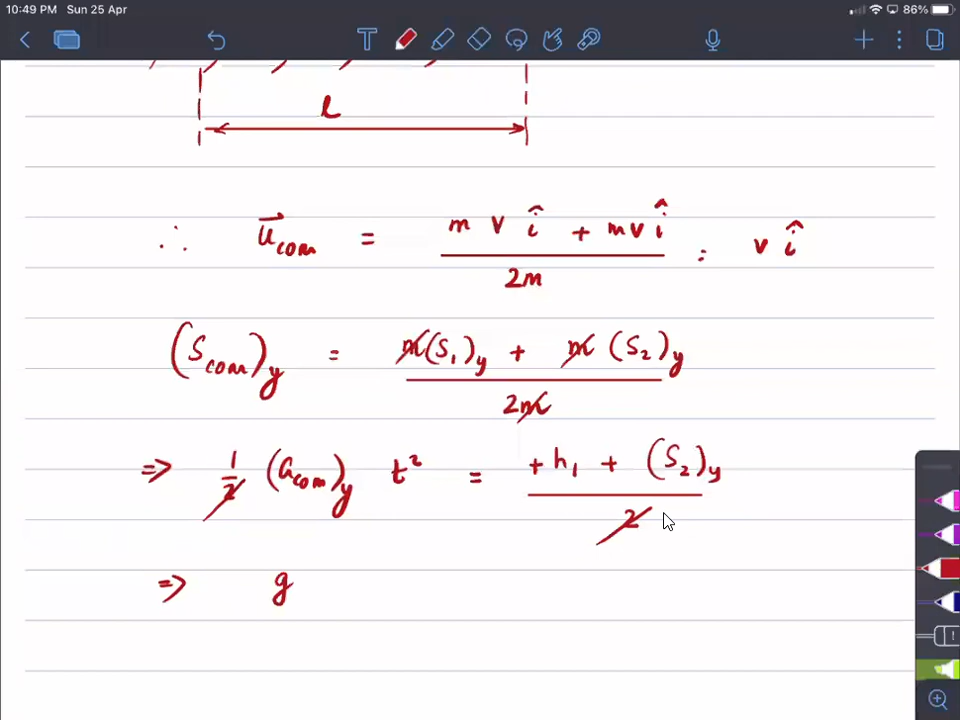 10:49 PM Sun 25 Apr 86%
T
l
∴ u⃗com = (m v î + m v î) / 2m = v î
(Scom)y = (m(S1)y + m (S2)y) / 2m
=> 1/2 (acom)y t² = (+h1 + (S2)y) / 2
=> g